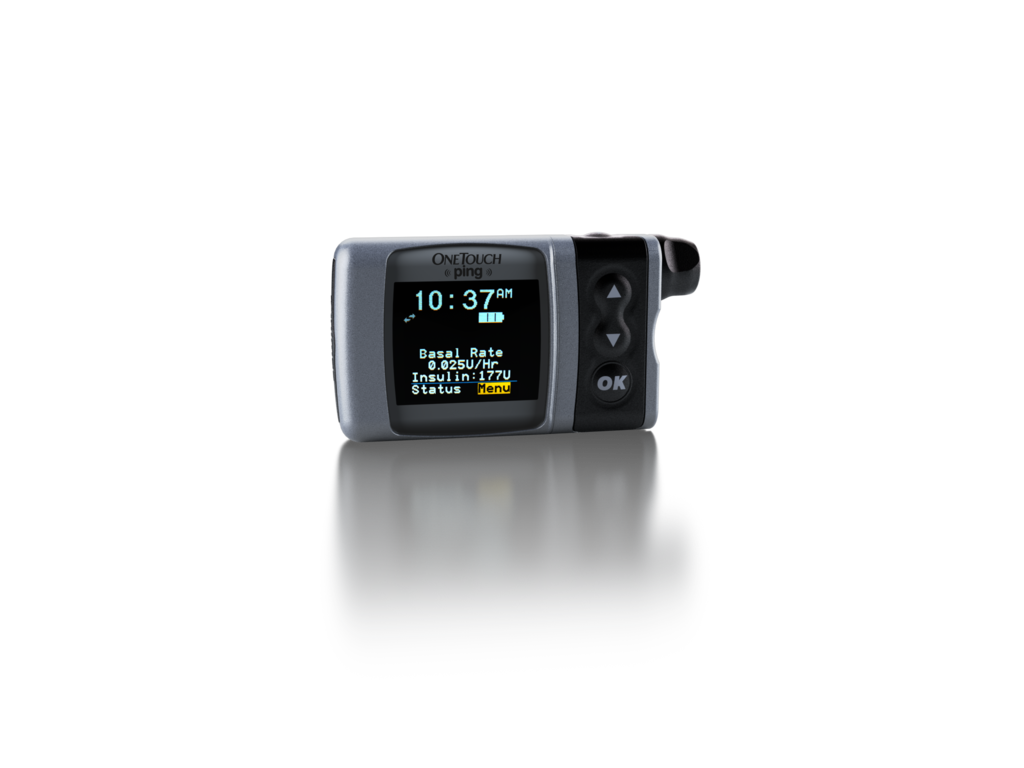 ONETOUCH
ping
10:37AM
Basal Rate
0.025U/Hr
Insulin:177U
Status Menu
OK